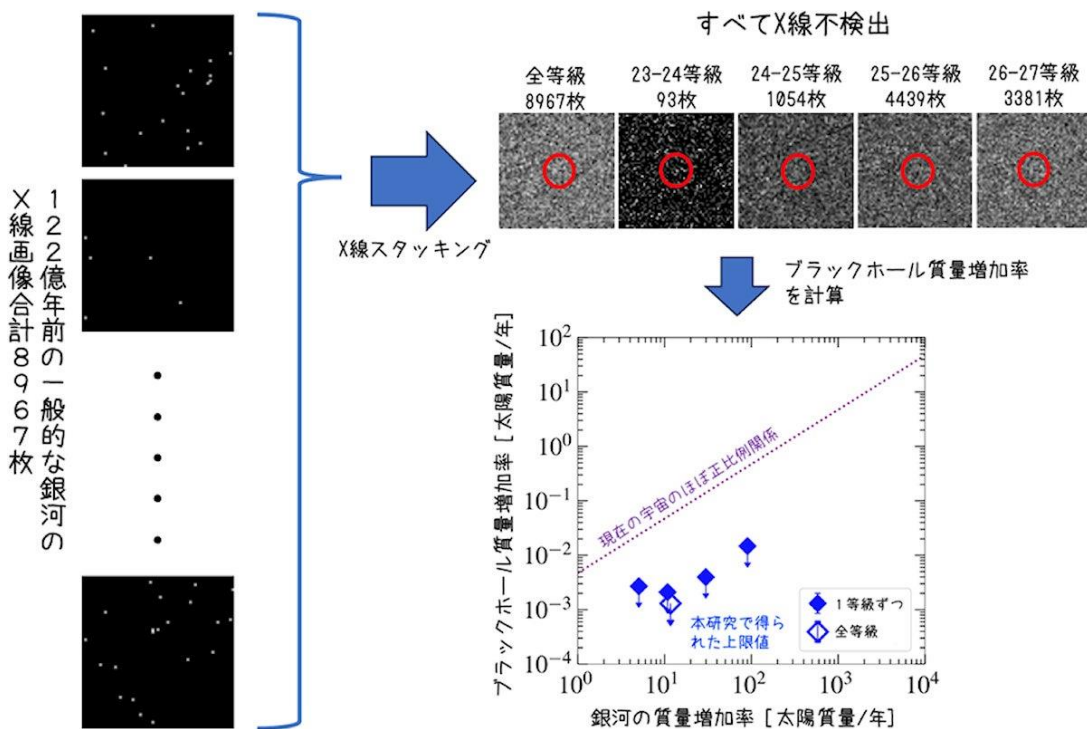 １２２億年前の一般的な銀河の
X線画像合計８９６７枚
X線スタッキング
すべてX線不検出
全等級
8967枚
23-24等級
93枚
24-25等級
1054枚
25-26等級
4439枚
26-27等級
3381枚
ブラックホール質量増加率
を計算
ブラックホール質量増加率 [太陽質量/年]
10²
10¹
10⁰
10⁻¹
10⁻²
10⁻³
10⁻⁴
現在の宇宙のほぼ正比例関係
本研究で得ら
れた上限値
1等級ずつ
全等級
10⁰ 10¹ 10² 10³ 10⁴
銀河の質量増加率 [太陽質量/年]